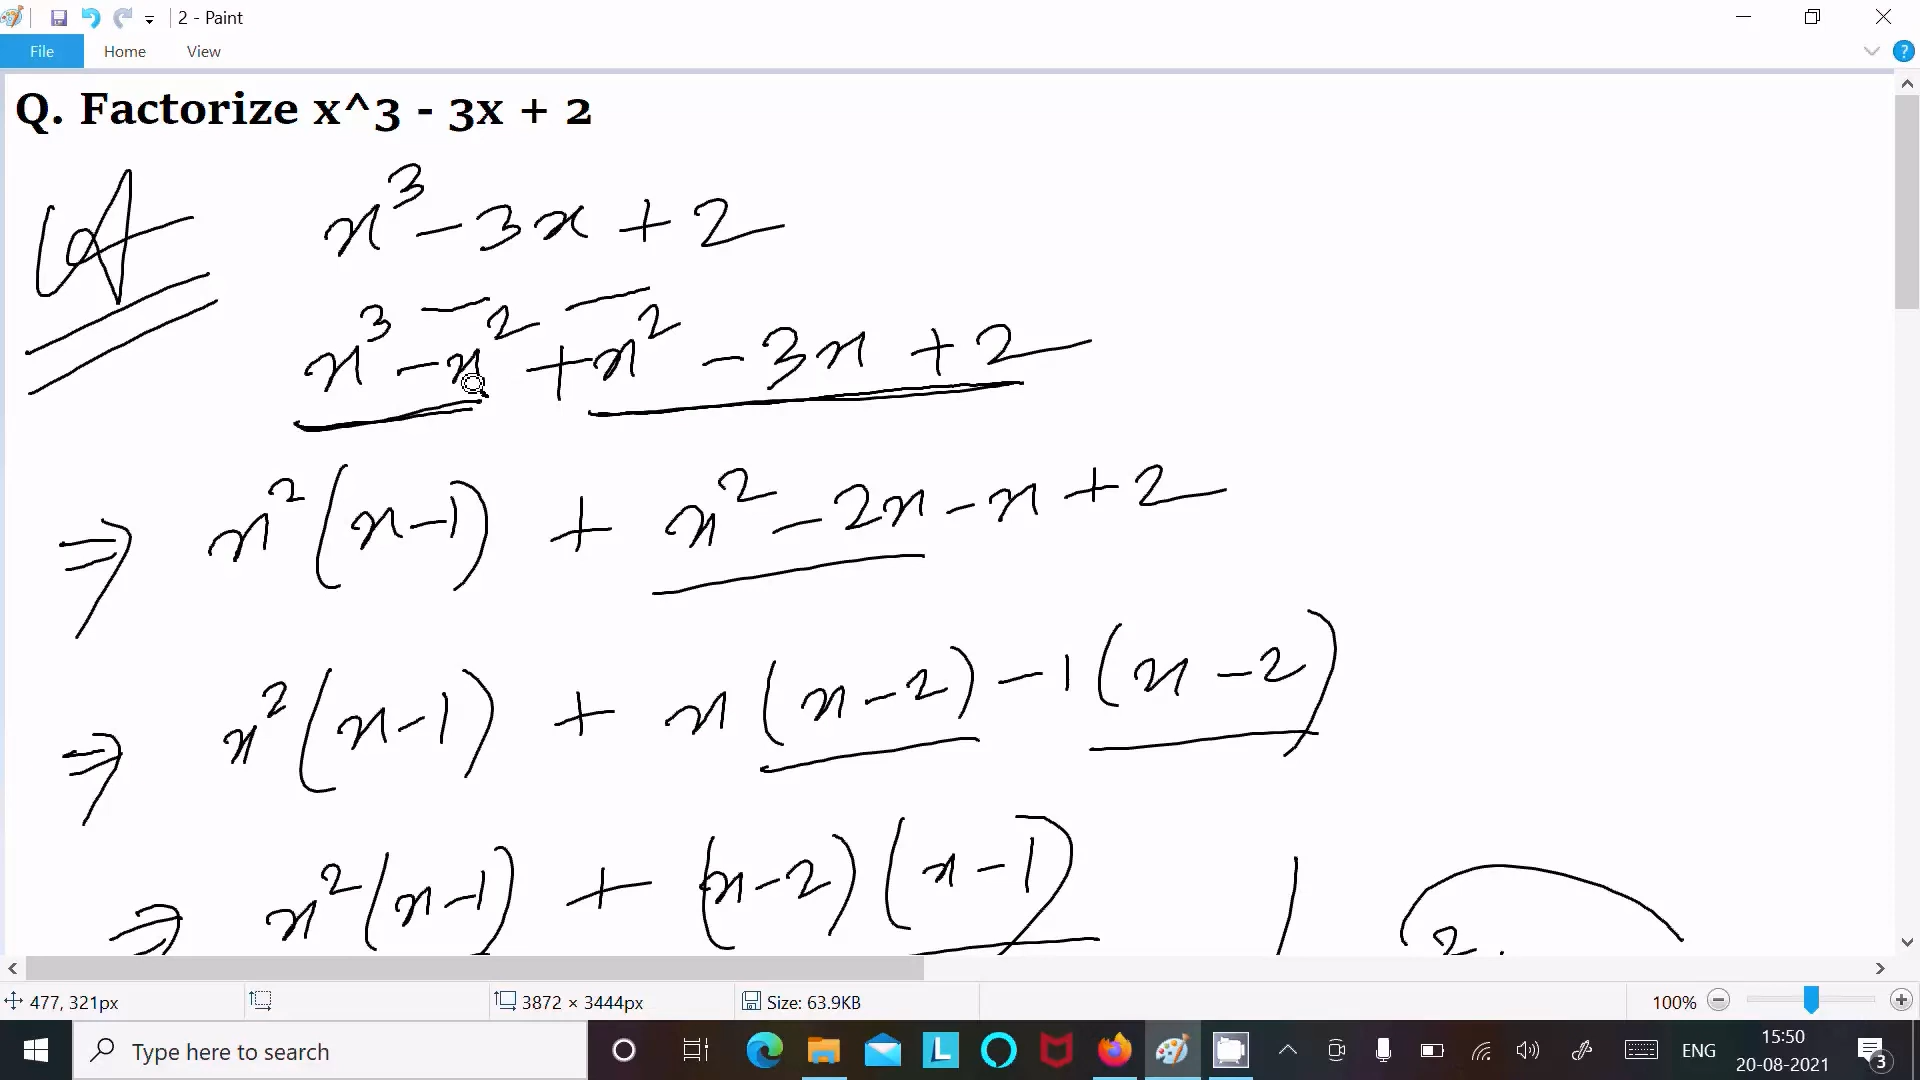 2 - Paint
File Home View
Q. Factorize x^3 - 3x + 2
A x³ - 3x + 2
x³ - x² + x² - 3x + 2
⇒ x²(x-1) + x² - 2x - x + 2
⇒ x²(x-1) + x(x-2) - 1(x-2)
⇒ x²(x-1) + (x-2)(x-1)
477, 321px 3872 × 3444px Size: 63.9KB 100%
Type here to search L ENG 15:50
20-08-2021 3